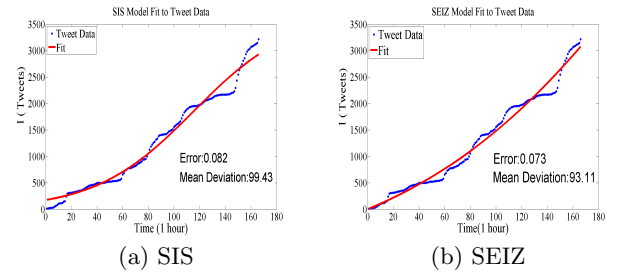 SIS Model Fit to Tweet Data
3500
3000
2500
2000
1500
1000
500
0
I ( Tweets)
Tweet Data
Fit
Error:0.082
Mean Deviation:99.43
0 20 40 60 80 100 120 140 160 180
Time (1 hour)
(a) SIS
SEIZ Model Fit to Tweet Data
3500
3000
2500
2000
1500
1000
500
0
I ( Tweets)
Tweet Data
Fit
Error:0.073
Mean Deviation:93.11
0 20 40 60 80 100 120 140 160 180
Time (1 hour)
(b) SEIZ